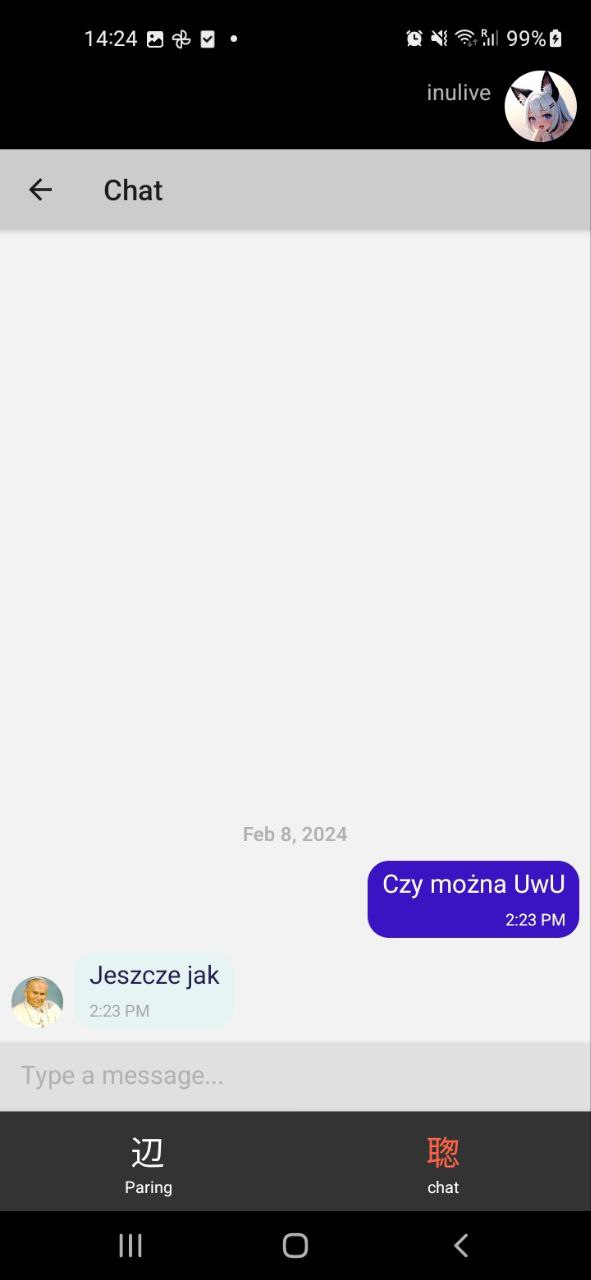 14:24
99%
inulive
Chat
Feb 8, 2024
Czy można UwU
2:23 PM
Jeszcze jak
2:23 PM
Type a message...
辺
聡
Paring
chat